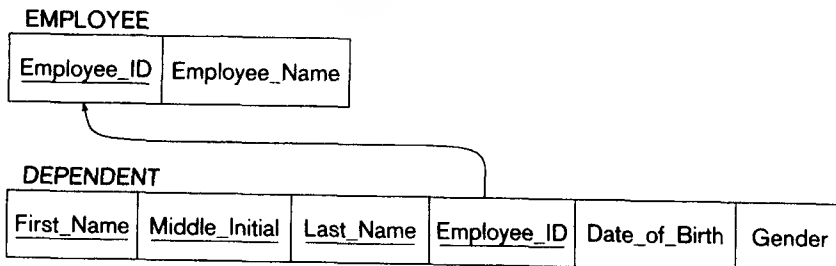 EMPLOYEE
Employee_ID Employee_Name
DEPENDENT
First_Name Middle_Initial Last_Name Employee_ID Date_of_Birth Gender